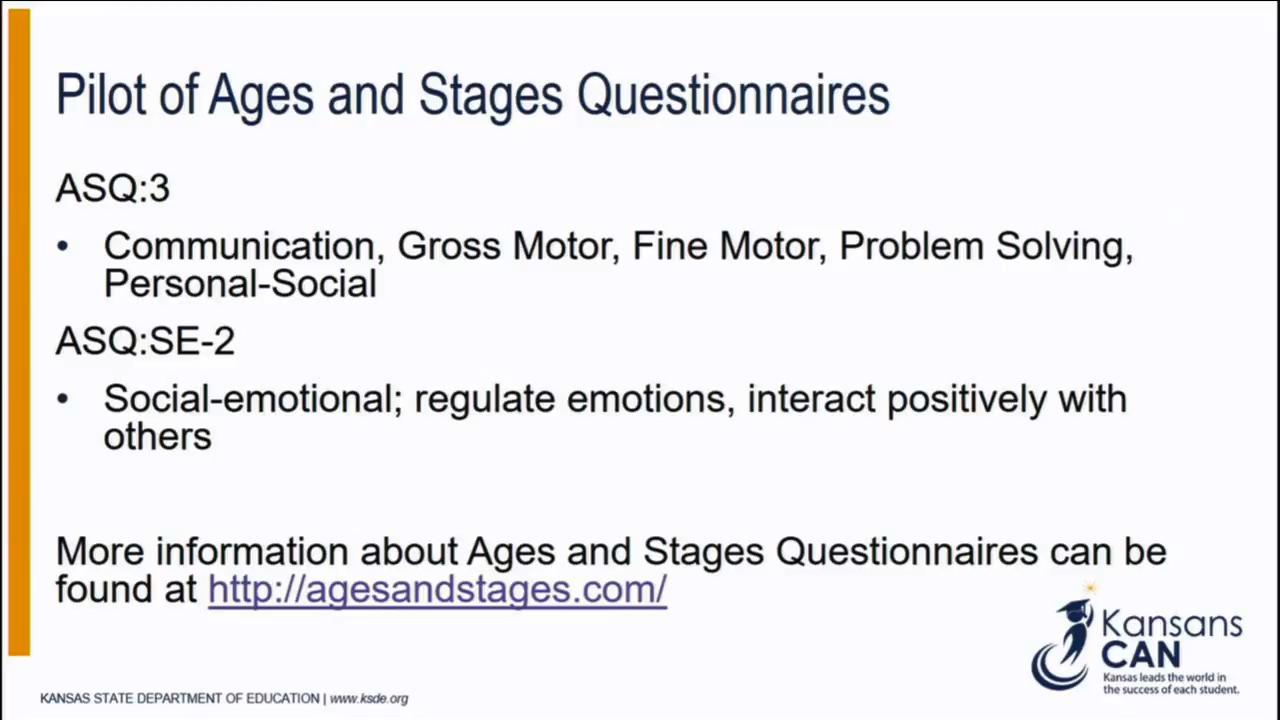 Pilot of Ages and Stages Questionnaires
ASQ:3
• Communication, Gross Motor, Fine Motor, Problem Solving,
Personal-Social
ASQ:SE-2
• Social-emotional; regulate emotions, interact positively with
others
More information about Ages and Stages Questionnaires can be
found at http://agesandstages.com/
Kansans
CAN
Kansas leads the world in
the success of each student.
KANSAS STATE DEPARTMENT OF EDUCATION | www.ksde.org